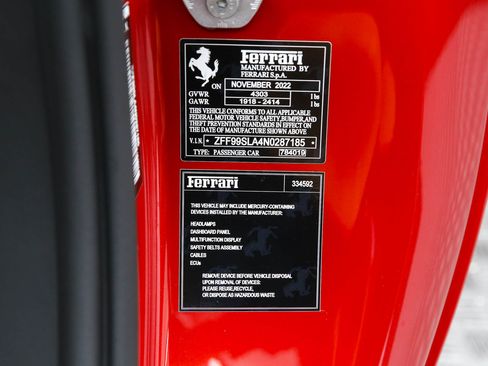 Ferrari
MANUFACTURED BY
FERRARI S.p.A.
ON NOVEMBER 2022
GVWR 4303 lbs
GAWR 1918 - 2414 lbs
THIS VEHICLE CONFORMS TO ALL APPLICABLE
FEDERAL MOTOR VEHICLE SAFETY, BUMPER, AND
THEFT PREVENTION STANDARDS IN EFFECT ON
THE DATE OF MANUFACTURE SHOWN ABOVE
V.I.N. * ZFF99SLA4N0287185 *
TYPE: PASSENGER CAR 784019
Ferrari 334592
THIS VEHICLE MAY INCLUDE MERCURY-CONTAINING
DEVICES INSTALLED BY THE MANUFACTURER:
HEADLAMPS
DASHBOARD PANEL
MULTIFUNCTION DISPLAY
SAFETY BELTS ASSEMBLY
CABLES
ECUs
REMOVE DEVICE BEFORE VEHICLE DISPOSAL
UPON REMOVAL OF DEVICES:
PLEASE REUSE,RECYCLE,
OR DISPOSE AS HAZARDOUS WASTE